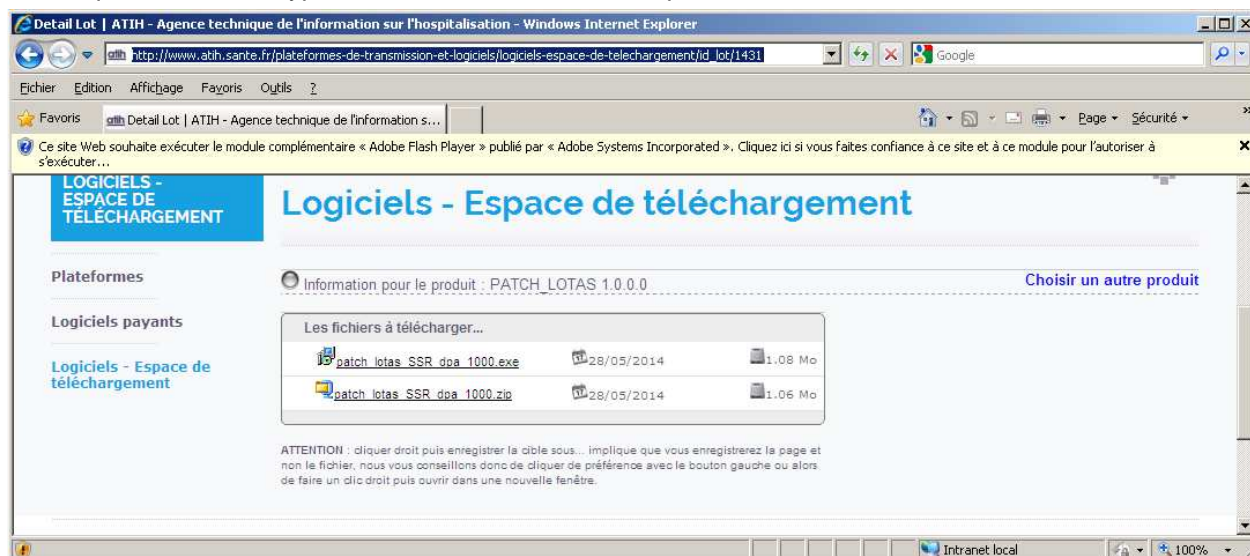 Detail Lot | ATIH - Agence technique de l'information sur l'hospitalisation - Windows Internet Explorer
http://www.atih.sante.fr/plateformes-de-transmission-et-logiciels/logiciels-espace-de-telechargement/id_lot/1431
Google
Fichier Edition Affichage Favoris Outils ?
Favoris
Detail Lot | ATIH - Agence technique de l'information s...
Page
Sécurité
»
Ce site Web souhaite exécuter le module complémentaire « Adobe Flash Player » publié par « Adobe Systems Incorporated ». Cliquez ici si vous faites confiance à ce site et à ce module pour l'autoriser à
s'exécuter...
LOGICIELS -
ESPACE DE
TÉLÉCHARGEMENT
Logiciels - Espace de téléchargement
Plateformes
Logiciels payants
Logiciels - Espace de
téléchargement
Information pour le produit : PATCH_LOTAS 1.0.0.0
Choisir un autre produit
Les fichiers à télécharger...
patch_lotas_SSR_dpa_1000.exe 28/05/2014 1.08 Mo
patch_lotas_SSR_dpa_1000.zip 28/05/2014 1.06 Mo
ATTENTION : cliquer droit puis enregistrer la cible sous... implique que vous enregistrerez la page et
non le fichier, nous vous conseillons donc de cliquer de préférence avec le bouton gauche ou alors
de faire un clic droit puis ouvrir dans une nouvelle fenêtre.
Intranet local
100%